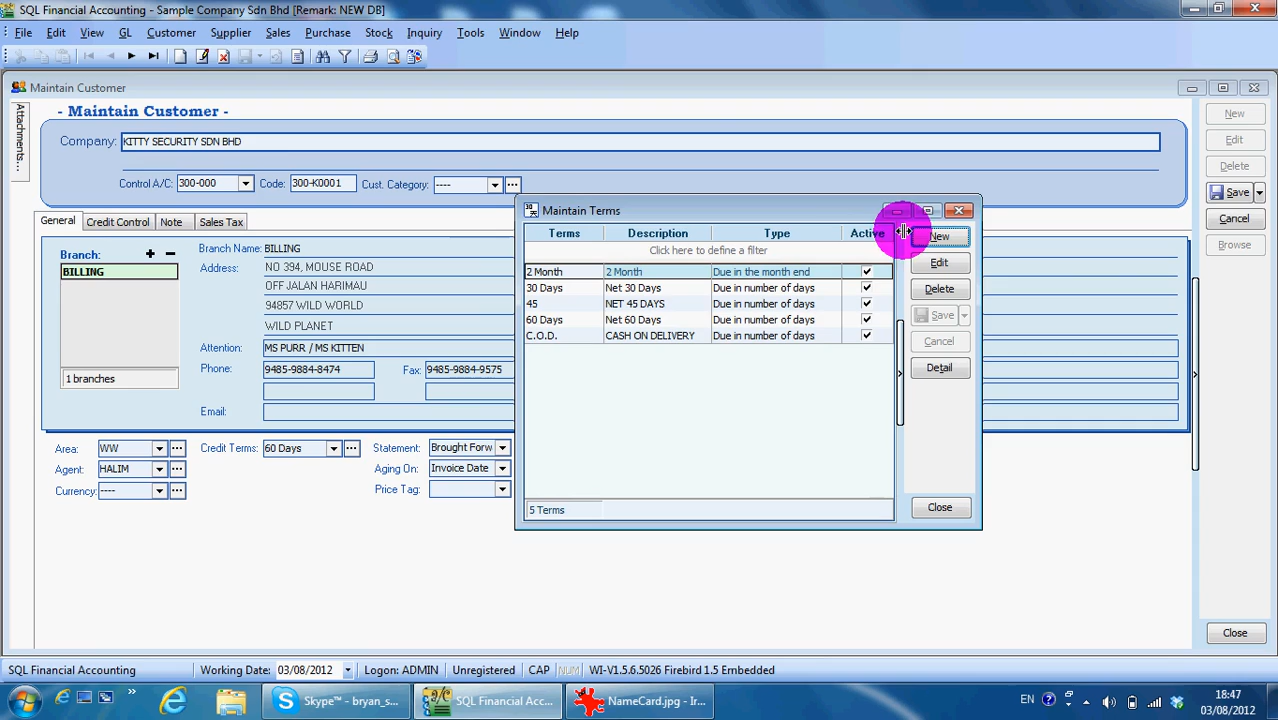 SQL Financial Accounting - Sample Company Sdn Bhd [Remark: NEW DB]
File Edit View GL Customer Supplier Sales Purchase Stock Inquiry Tools Window Help
Maintain Customer
Attachments...
- Maintain Customer -
New
Company: KITTY SECURITY SDN BHD
Edit
Delete
Control A/C: 300-000 Code: 300-K0001 Cust. Category: ----
Save
Maintain Terms
General Credit Control Note Sales Tax
Cancel
Terms Description Type Active
New
Branch:
Branch Name: BILLING
Click here to define a filter
Browse
BILLING
Address: NO 394, MOUSE ROAD
Edit
2 Month 2 Month Due in the month end
OFF JALAN HARIMAU
30 Days Net 30 Days Due in number of days
Delete
94857 WILD WORLD
45 NET 45 DAYS Due in number of days
Save
WILD PLANET
60 Days Net 60 Days Due in number of days
C.O.D. CASH ON DELIVERY Due in number of days
Cancel
Attention: MS PURR / MS KITTEN
Phone: 9485-9884-8474 Fax: 9485-9884-9575
Detail
1 branches
Email:
Area: WW Credit Terms: 60 Days Statement: Brought Forw
Agent: HALIM Aging On: Invoice Date
Currency: ---- Price Tag:
5 Terms
Close
Close
SQL Financial Accounting Working Date: 03/08/2012 Logon: ADMIN Unregistered CAP NUM WI-V1.5.6.5026 Firebird 1.5 Embedded
Skype™ - bryan_s... SQL Financial Acc... NameCard.jpg - Ir... EN 18:47
03/08/2012